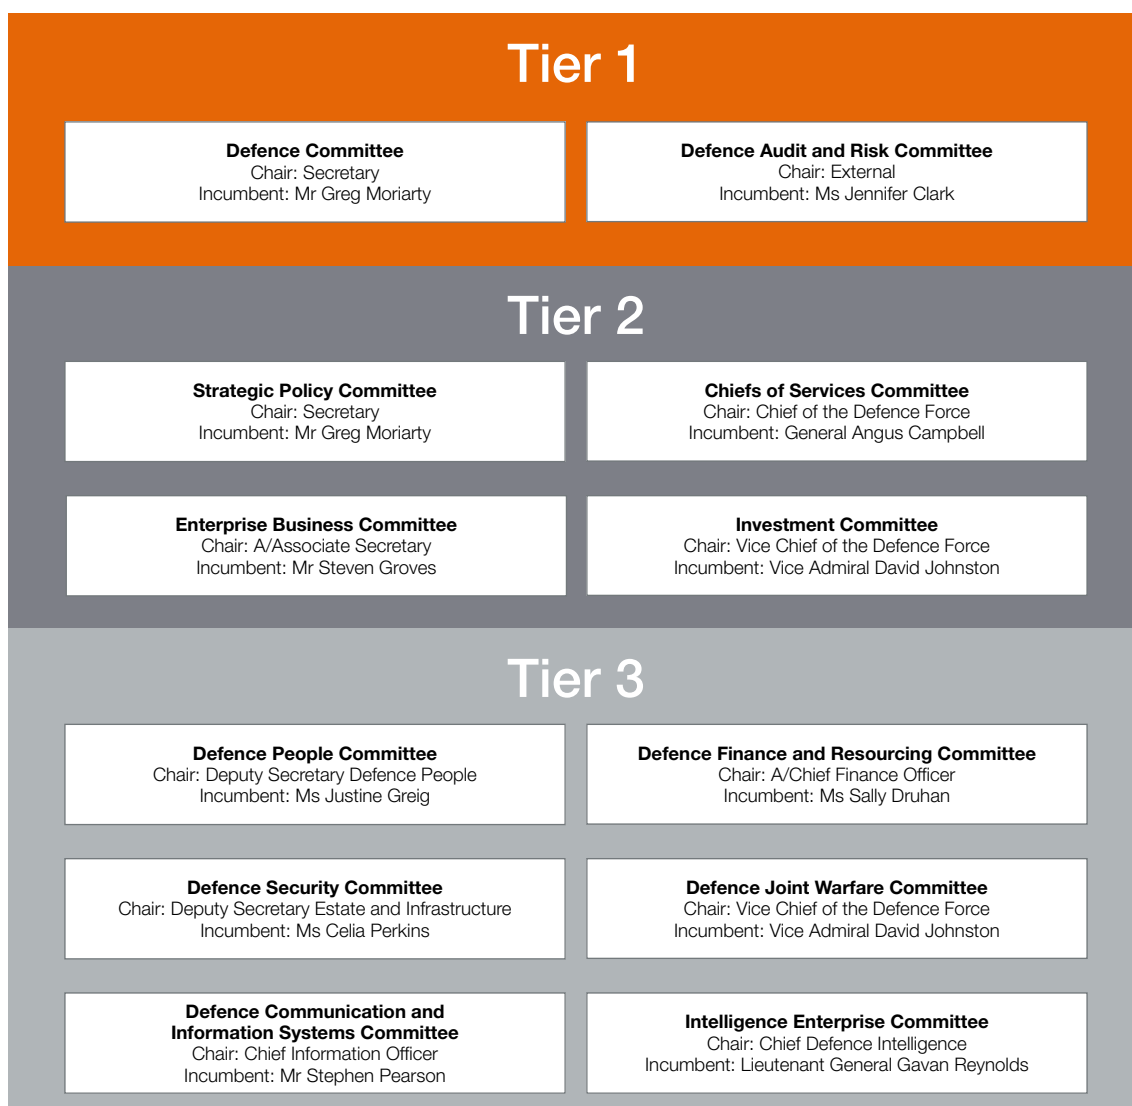 Tier 1
Defence Committee
Chair: Secretary
Incumbent: Mr Greg Moriarty
Defence Audit and Risk Committee
Chair: External
Incumbent: Ms Jennifer Clark
Tier 2
Strategic Policy Committee
Chair: Secretary
Incumbent: Mr Greg Moriarty
Chiefs of Services Committee
Chair: Chief of the Defence Force
Incumbent: General Angus Campbell
Enterprise Business Committee
Chair: A/Associate Secretary
Incumbent: Mr Steven Groves
Investment Committee
Chair: Vice Chief of the Defence Force
Incumbent: Vice Admiral David Johnston
Tier 3
Defence People Committee
Chair: Deputy Secretary Defence People
Incumbent: Ms Justine Greig
Defence Finance and Resourcing Committee
Chair: A/Chief Finance Officer
Incumbent: Ms Sally Druhan
Defence Security Committee
Chair: Deputy Secretary Estate and Infrastructure
Incumbent: Ms Celia Perkins
Defence Joint Warfare Committee
Chair: Vice Chief of the Defence Force
Incumbent: Vice Admiral David Johnston
Defence Communication and
Information Systems Committee
Chair: Chief Information Officer
Incumbent: Mr Stephen Pearson
Intelligence Enterprise Committee
Chair: Chief Defence Intelligence
Incumbent: Lieutenant General Gavan Reynolds